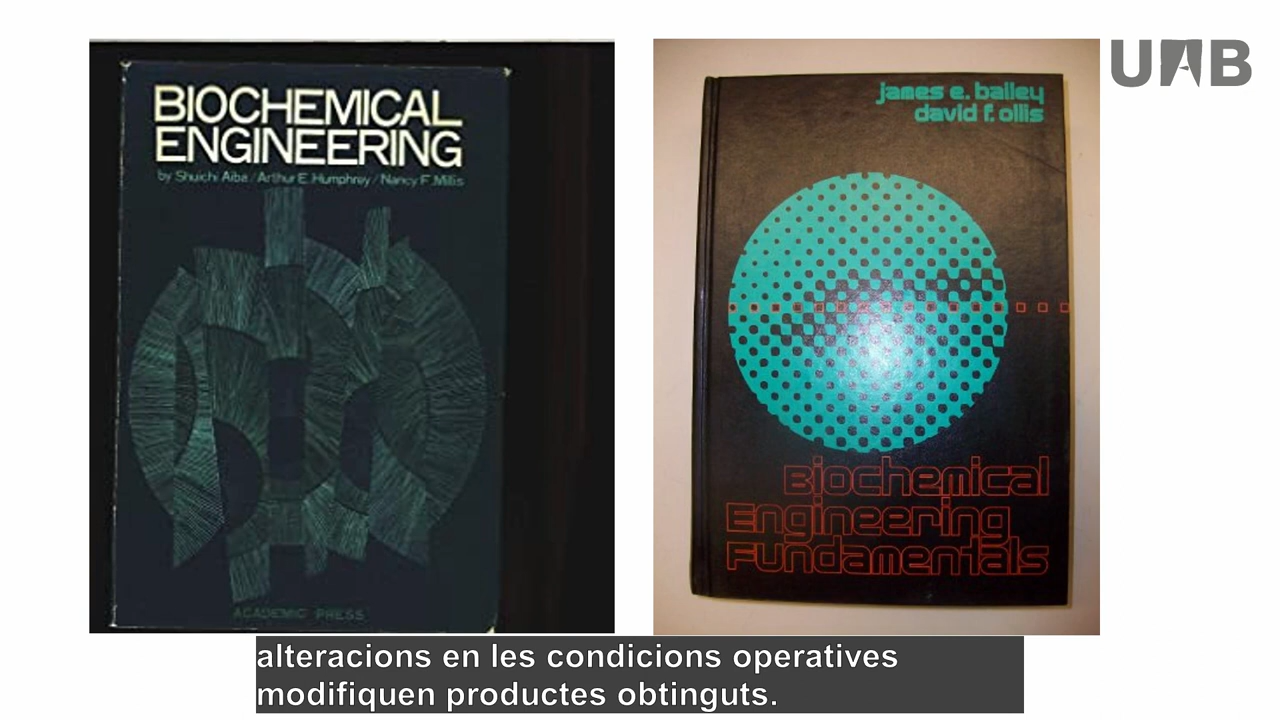 BIOCHEMICAL
ENGINEERING
by Shuichi Aiba / Arthur E. Humphrey / Nancy F. Millis
ACADEMIC PRESS
james e. bailey
david f. ollis
Biochemical
Engineering
Fundamentals
UAB
alteracions en les condicions operatives
modifiquen productes obtinguts.